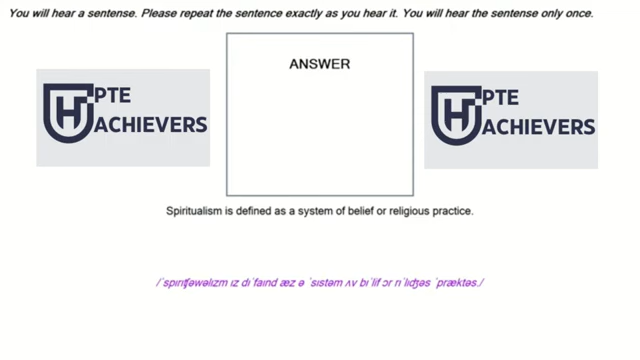 You will hear a sentence. Please repeat the sentence exactly as you hear it. You will hear the sentence only once.
ANSWER
H PTE
ACHIEVERS
H PTE
ACHIEVERS
Spiritualism is defined as a system of belief or religious practice.
/ˈspɪrɪʧəwəlɪzm ɪz dɪˈfaɪnd æz ə ˈsɪstəm ʌv bɪˈlif ɔr rɪˈlɪʤəs ˈpræktəs./